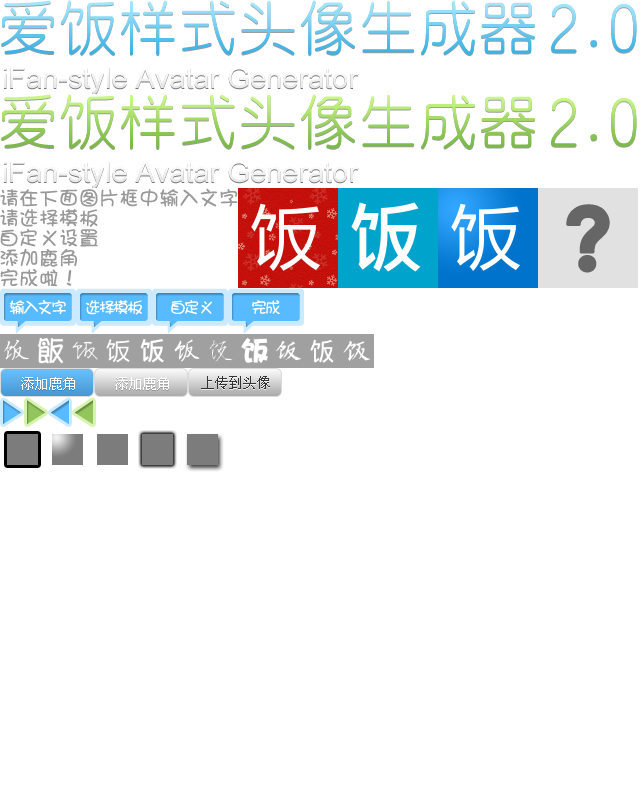 爱饭样式头像生成器2.0
iFan-style Avatar Generator
爱饭样式头像生成器2.0
iFan-style Avatar Generator
请在下面图片框中输入文字
请选择模板
自定义设置
添加鹿角
完成啦！
饭 饭 饭 ?
输入文字 选择模板 自定义 完成
饭 飯 饭 饭 饭 饭 饭 饭 饭 饭 饭
添加鹿角 添加鹿角 上传到头像